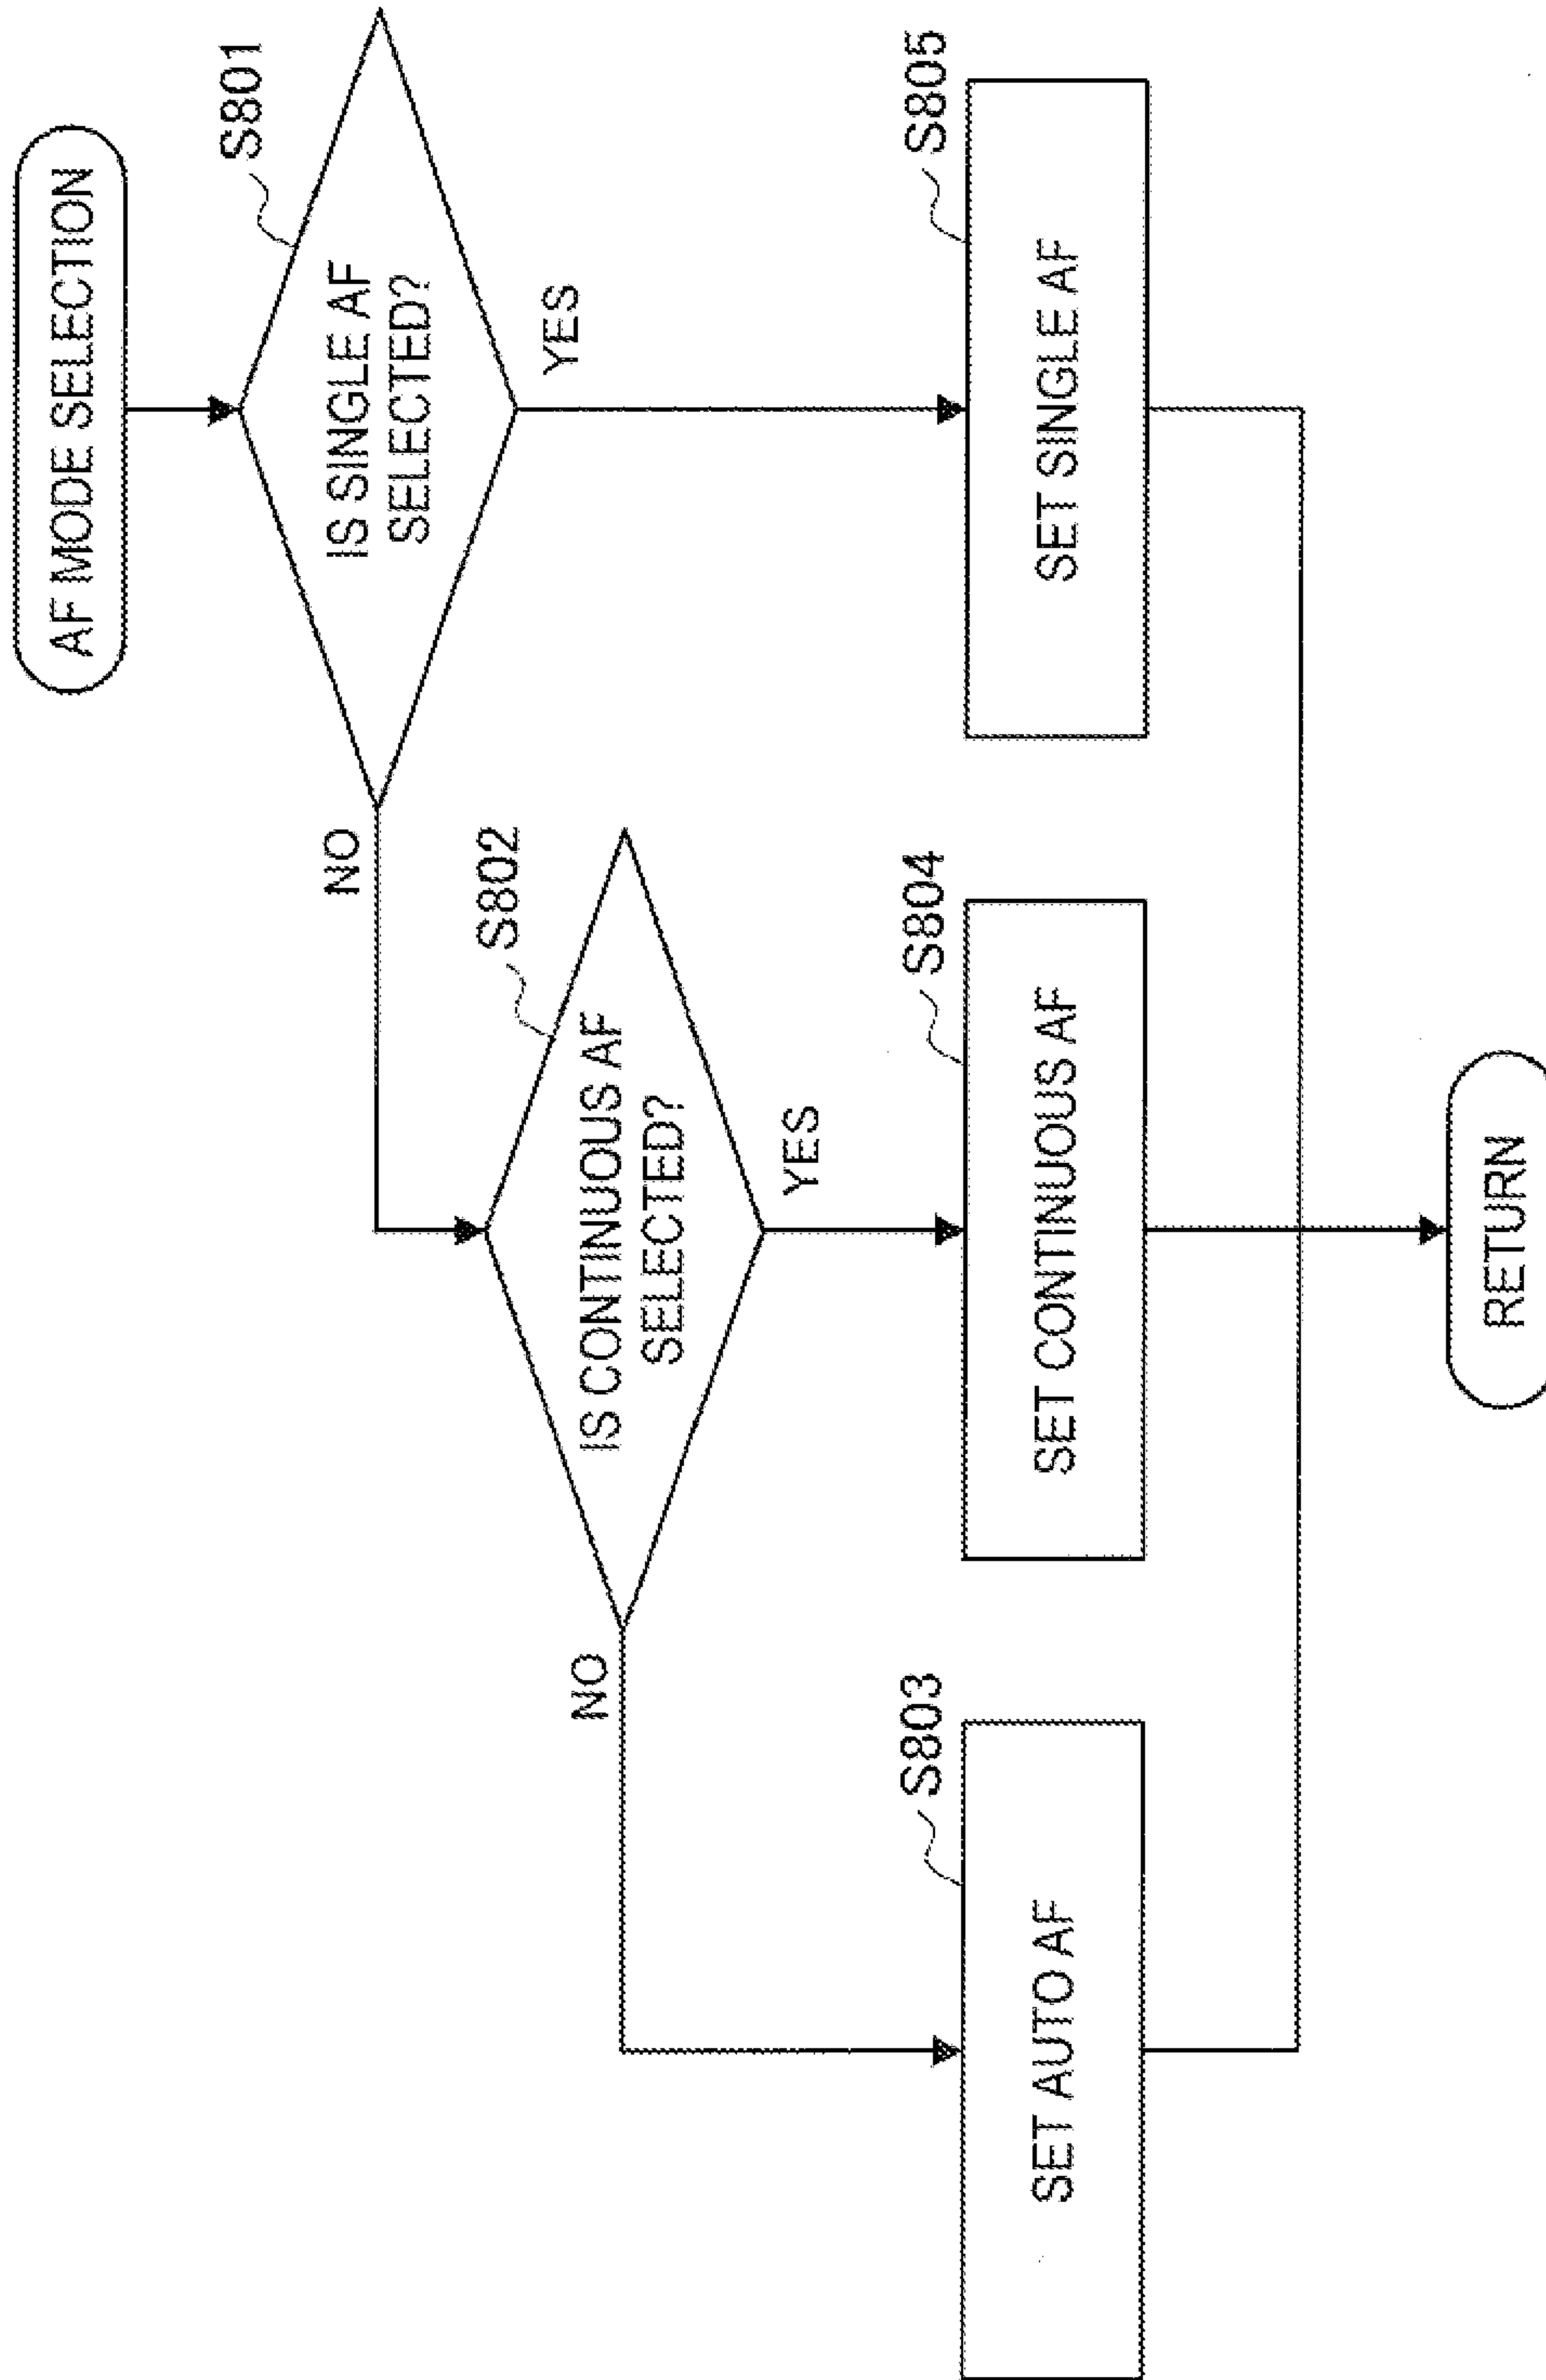 AF MODE SELECTION
S801
IS SINGLE AF
SELECTED?
NO
YES
S802
IS CONTINUOUS AF
SELECTED?
NO
YES
S803
SET AUTO AF
S804
SET CONTINUOUS AF
S805
SET SINGLE AF
RETURN